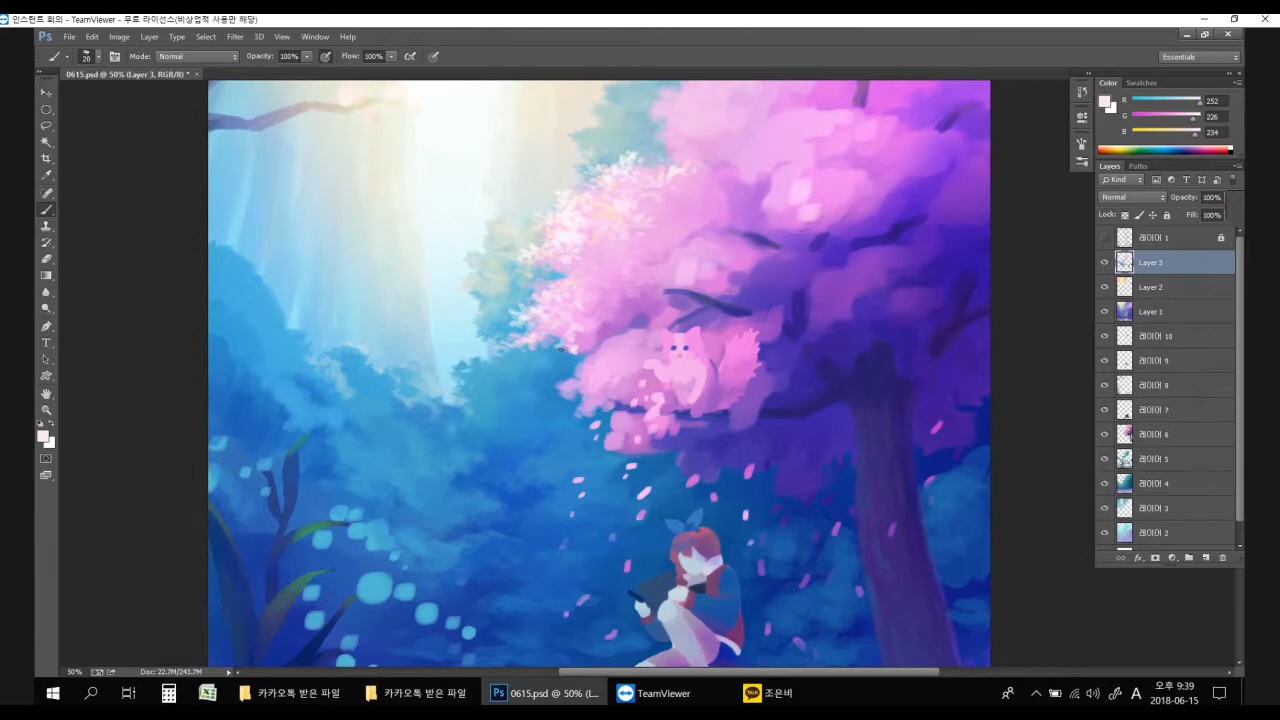 인스턴트 회의 - TeamViewer - 무료 라이선스(비상업적 사용만 해당)
Ps File Edit Image Layer Type Select Filter 3D View Window Help
20 Mode: Normal Opacity: 100% Flow: 100% Essentials
0615.psd @ 50% (Layer 3, RGB/8) * ×
Color Swatches
R 252
G 226
B 234
Layers Paths
Kind
Normal Opacity: 100%
Lock: Fill: 100%
레이어 1
Layer 3
Layer 2
Layer 1
레이어 10
레이어 9
레이어 8
레이어 7
레이어 6
레이어 5
레이어 4
레이어 3
레이어 2
50% Doc: 22.7M/243.7M
카카오톡 받은 파일 카카오톡 받은 파일 Ps 0615.psd @ 50% (L... TeamViewer TALK 조은비 A 오후 9:39
2018-06-15